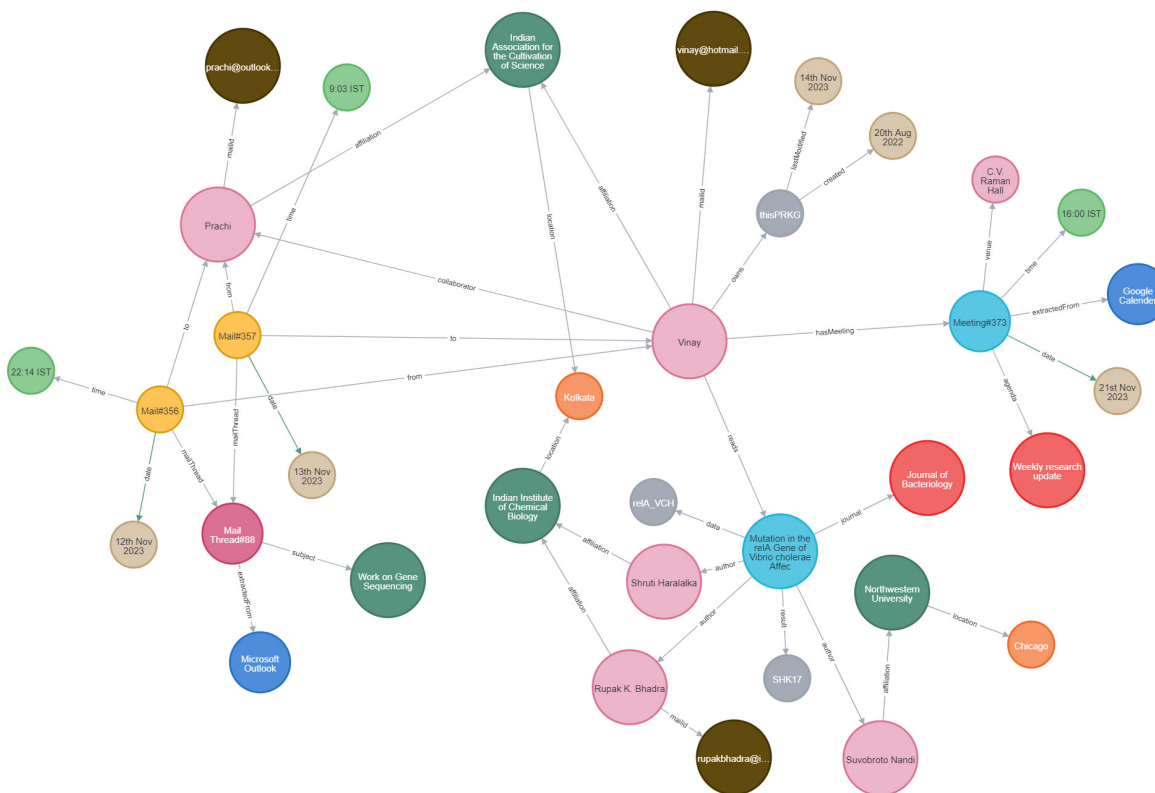 Indian
Association for
the Cultivation
of Science
prachi@outlook...
vinay@hotmail....
9:03 IST
14th Nov
2023
20th Aug
2022
mailid
affiliation
time
affiliation
mailid
lastModified
created
C.V.
Raman
Hall
16:00 IST
thisPRKG
Prachi
location
owns
venue
time
Google
Calender
from
collaborator
extractedFrom
Meeting#373
to
Mail#357
to
Vinay
hasMeeting
date
22:14 IST
time
from
agenda
21st Nov
2023
Mail#356
Kolkata
date
mailThread
mailThread
reads
location
date
13th Nov
2023
Weekly research
update
Journal of
Bacteriology
Indian Institute
of Chemical
Biology
relA_VCH
data
journal
12th Nov
2023
Mail
Thread#88
subject
Mutation in the
relA Gene of
Vibrio cholerae
Affec
affiliation
author
Shruti Haralalka
Work on Gene
Sequencing
extractedFrom
Northwestern
University
affiliation
author
result
author
location
Chicago
Microsoft
Outlook
Rupak K. Bhadra
SHK17
affiliation
mailid
rupakbhadra@i...
Suvobroto Nandi